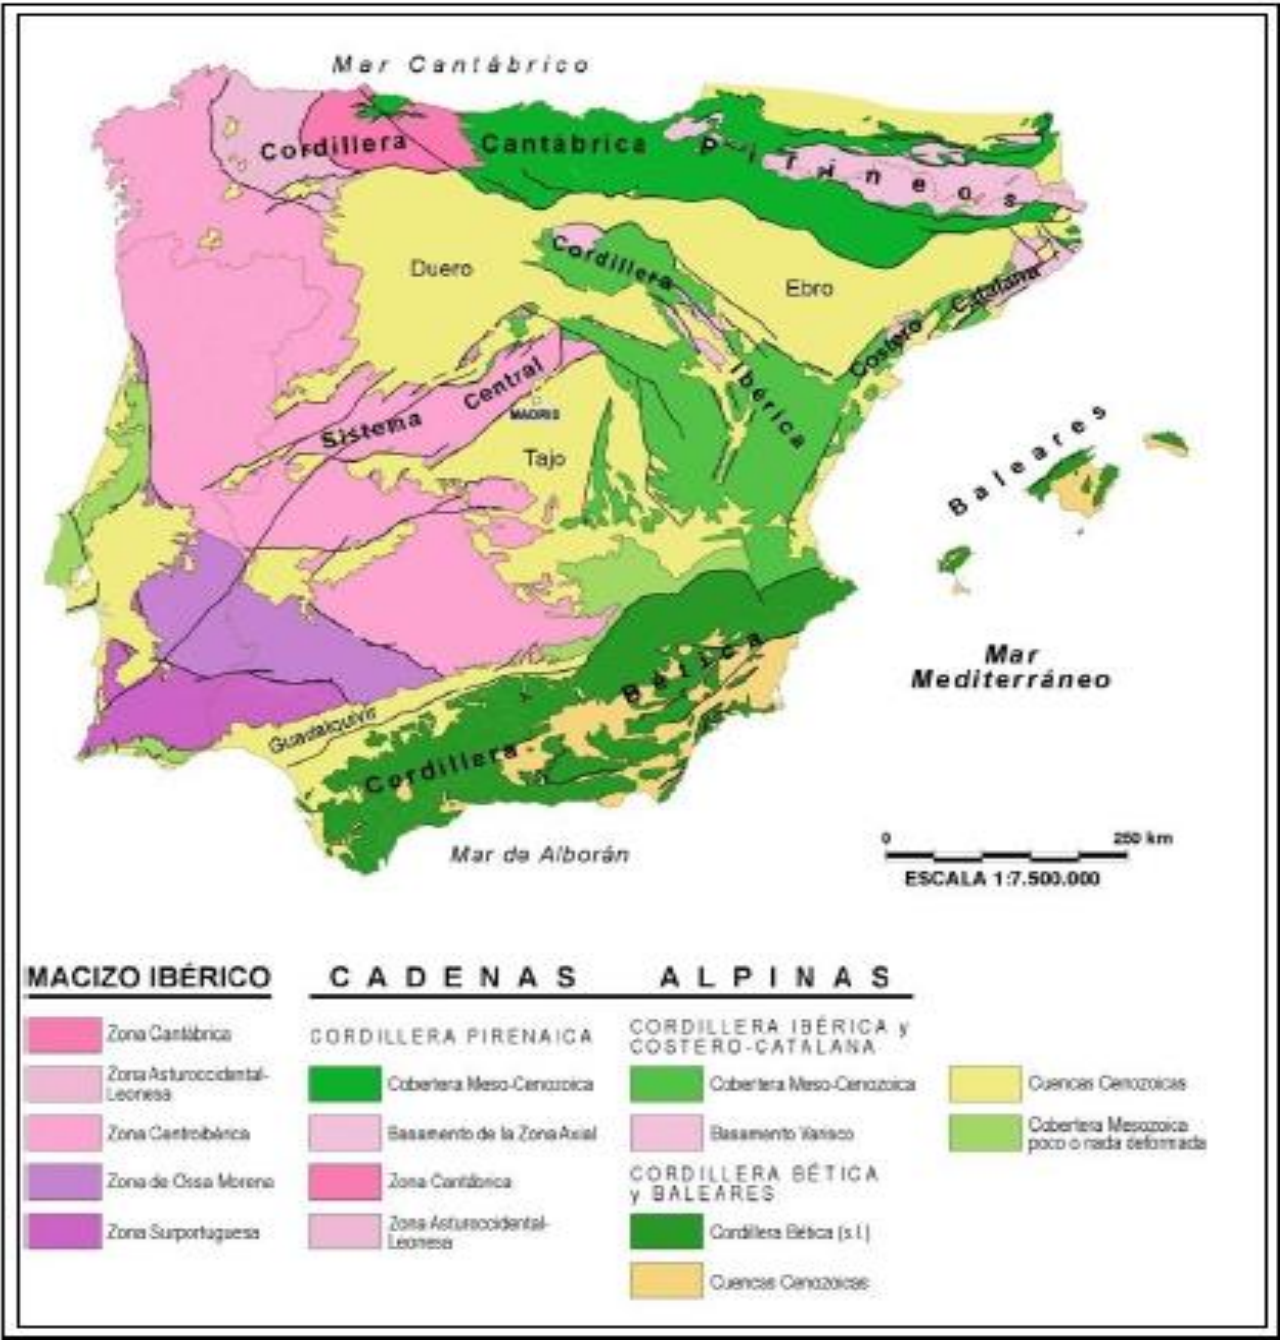 Mar Cantábrico
Cordillera Cantábrica
Pirineos
Duero
Cordillera
Ibérica
Ebro
Costero Catalana
Sistema Central
MADRID
Tajo
Baleares
Mar
Mediterráneo
Guadalquivir
Cordillera Bética
Mar de Alborán
0 250 km
ESCALA 1:7.500.000
MACIZO IBÉRICO
Zona Cantábrica
Zona Asturoccidental-
Leonesa
Zona Centroibérica
Zona de Ossa Morena
Zona Surportuguesa
CADENAS ALPINAS
CORDILLERA PIRENAICA
Cobertera Meso-Cenozoica
Basamento de la Zona Axial
Zona Cantábrica
Zona Asturoccidental-
Leonesa
CORDILLERA IBÉRICA y
COSTERO-CATALANA
Cobertera Meso-Cenozoica
Basamento Varisco
CORDILLERA BÉTICA
y BALEARES
Cordillera Bética (s.l.)
Cuencas Cenozoicas
Cuencas Cenozoicas
Cobertera Mesozoica
poco o nada deformada